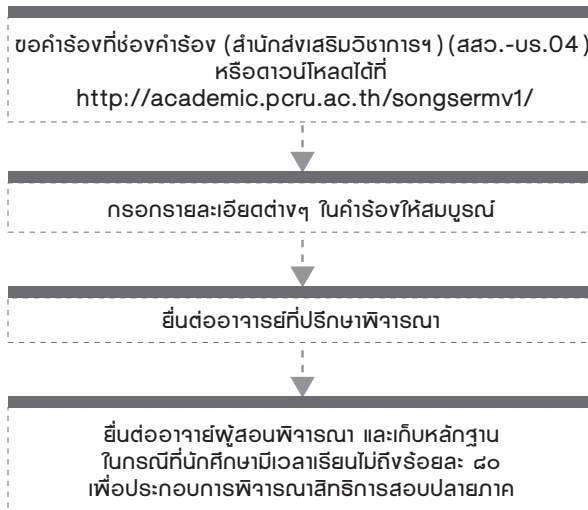 ขอคำร้องที่ช่องคำร้อง (สำนักส่งเสริมวิชาการฯ) (สสว.-บร.04)
หรือดาวน์โหลดได้ที่
http://academic.pcru.ac.th/songsermv1/
กรอกรายละเอียดต่างๆ ในคำร้องให้สมบูรณ์
ยื่นต่ออาจารย์ที่ปรึกษาพิจารณา
ยื่นต่ออาจาย์ผู้สอนพิจารณา และเก็บหลักฐาน
ในกรณีที่นักศึกษามีเวลาเรียนไม่ถึงร้อยละ ๘๐
เพื่อประกอบการพิจารณาสิทธิการสอบปลายภาค